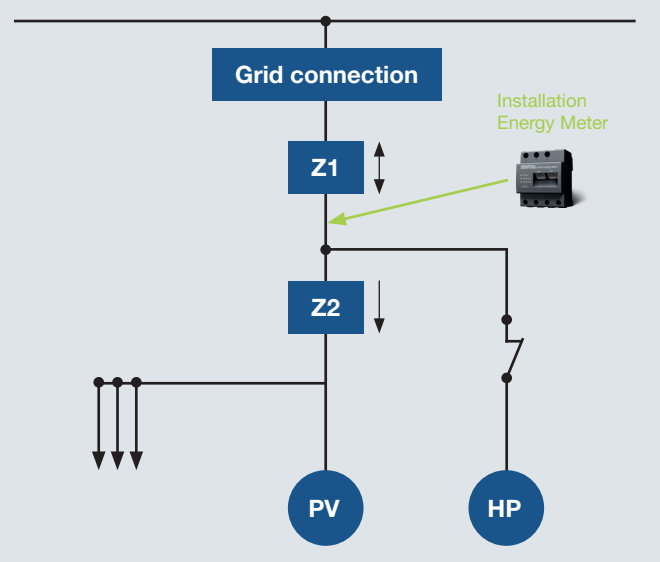 Grid connection
Installation
Energy Meter
Z1
Z2
PV
HP